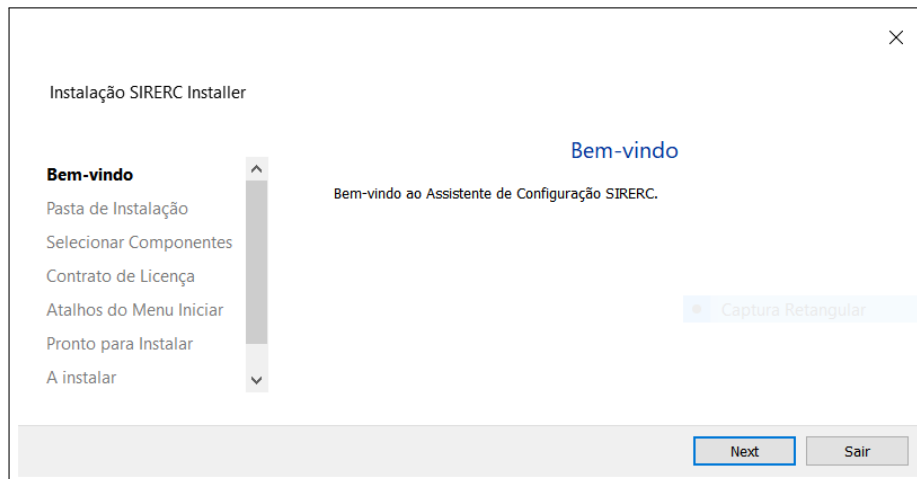 Instalação SIRERC Installer
Bem-vindo
Pasta de Instalação
Selecionar Componentes
Contrato de Licença
Atalhos do Menu Iniciar
Pronto para Instalar
A instalar
Bem-vindo
Bem-vindo ao Assistente de Configuração SIRERC.
Captura Retangular
Next
Sair